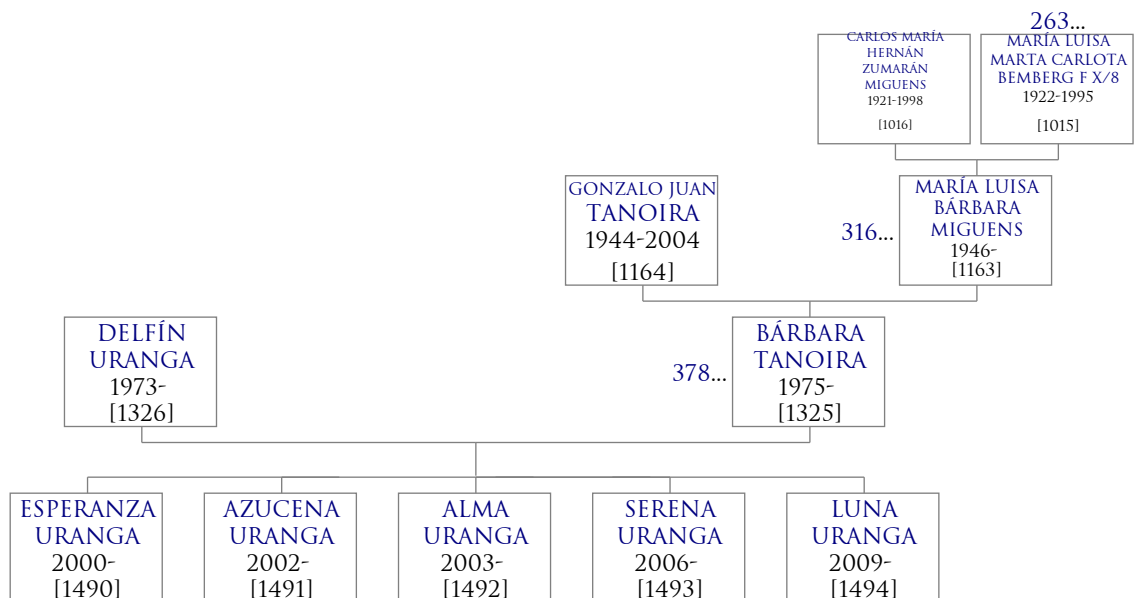 263...
CARLOS MARÍA
HERNÁN
ZUMARÁN
MIGUENS
1921-1998
[1016]
MARÍA LUISA
MARTA CARLOTA
BEMBERG F X/8
1922-1995
[1015]
GONZALO JUAN
TANOIRA
1944-2004
[1164]
316...
MARÍA LUISA
BÁRBARA
MIGUENS
1946-
[1163]
DELFÍN
URANGA
1973-
[1326]
378...
BÁRBARA
TANOIRA
1975-
[1325]
ESPERANZA
URANGA
2000-
[1490]
AZUCENA
URANGA
2002-
[1491]
ALMA
URANGA
2003-
[1492]
SERENA
URANGA
2006-
[1493]
LUNA
URANGA
2009-
[1494]